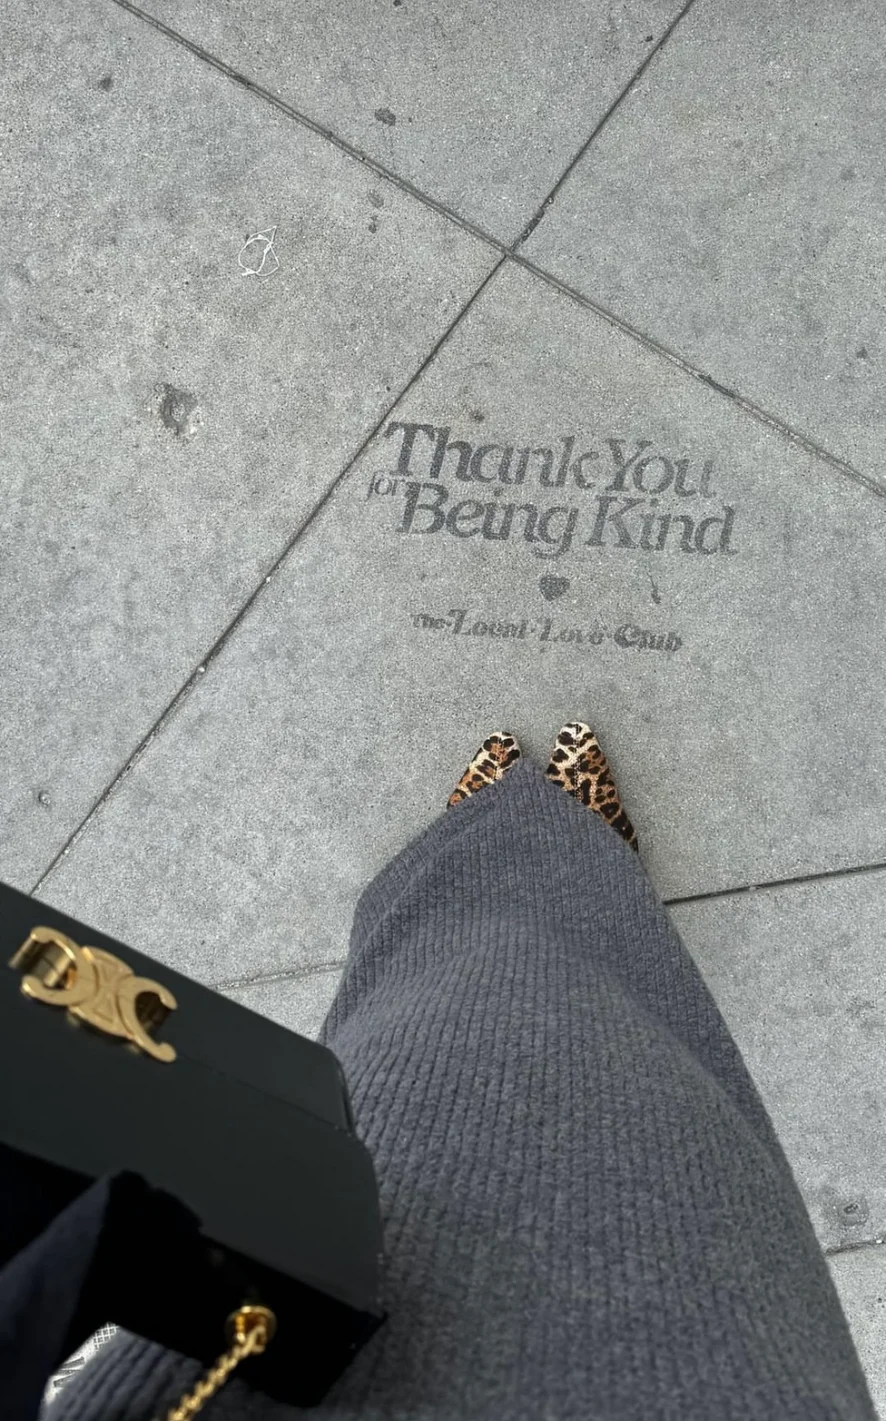 Thank You
for Being Kind
The Local Love Club